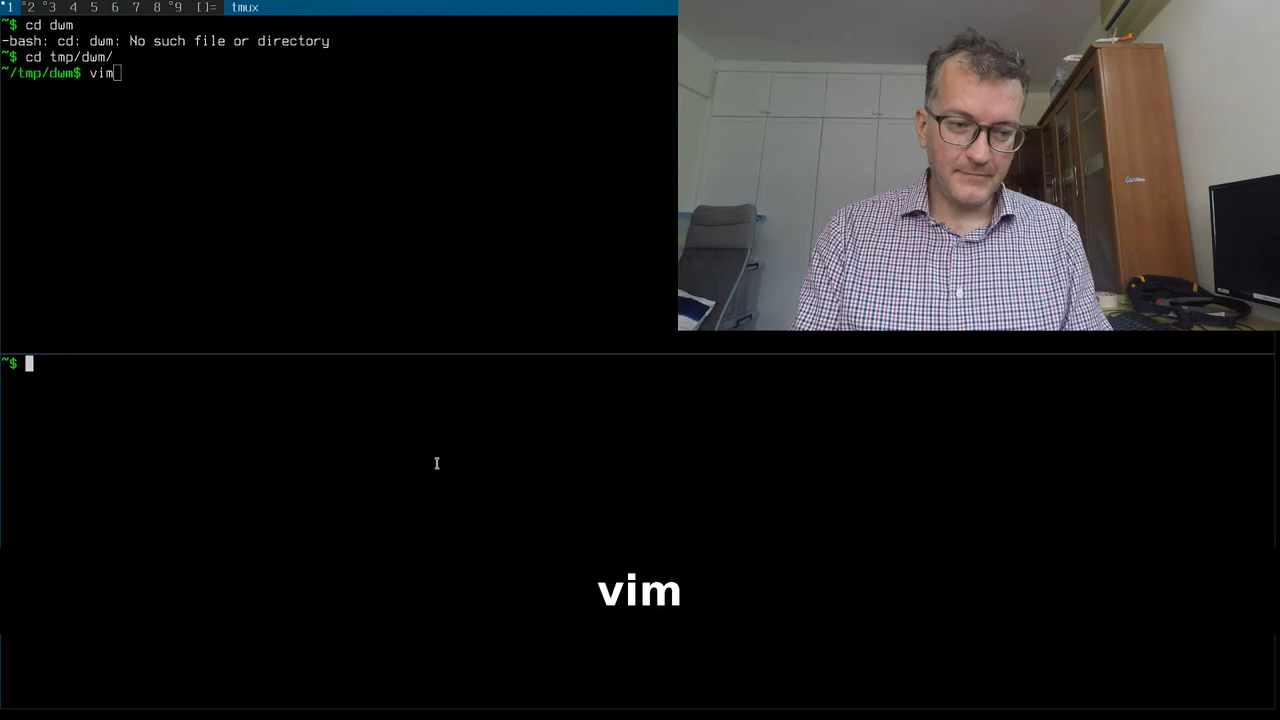 1 2 3 4 5 6 7 8 9 []= tmux
~$ cd dwm
-bash: cd: dwm: No such file or directory
~$ cd tmp/dwm/
~/tmp/dwm$ vim
~$
vim